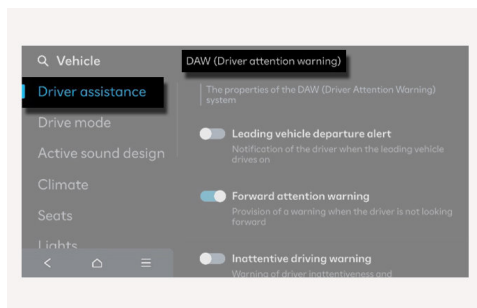 Vehicle
Driver assistance
Drive mode
Active sound design
Climate
Seats
Lights
DAW (Driver attention warning)
The properties of the DAW (Driver Attention Warning)
system
Leading vehicle departure alert
Notification of the driver when the leading vehicle
drives on
Forward attention warning
Provision of a warning when the driver is not looking
forward
Inattentive driving warning
Warning of driver inattentiveness and